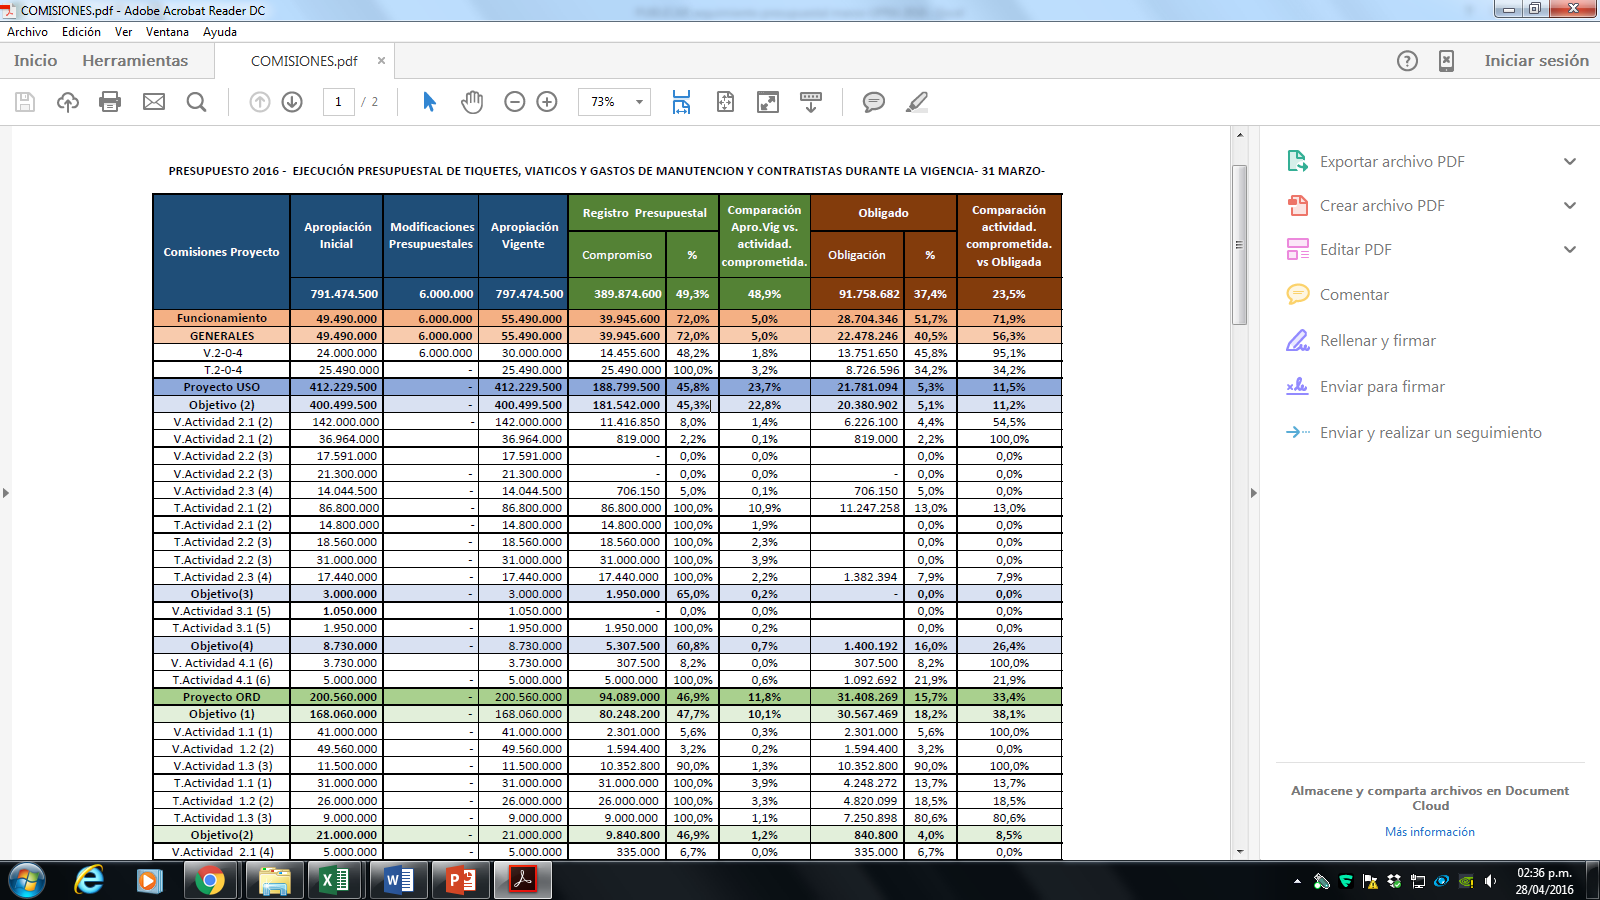 COMISIONES.pdf - Adobe Acrobat Reader DC
Archivo Edición Ver Ventana Ayuda
Inicio Herramientas COMISIONES.pdf × Iniciar sesión
1 / 2 73%
PRESUPUESTO 2016 - EJECUCIÓN PRESUPUESTAL DE TIQUETES, VIATICOS Y GASTOS DE MANUTENCION Y CONTRATISTAS DURANTE LA VIGENCIA- 31 MARZO-
Comisiones Proyecto
Apropiación Inicial
Modificaciones Presupuestales
Apropiación Vigente
Registro Presupuestal
Compromiso %
Comparación Apro.Vig vs. actividad. comprometida.
Obligado
Obligación %
Comparación actividad. comprometida. vs Obligada
791.474.500 6.000.000 797.474.500 389.874.600 49,3% 48,9% 91.758.682 37,4% 23,5%
Funcionamiento 49.490.000 6.000.000 55.490.000 39.945.600 72,0% 5,0% 28.704.346 51,7% 71,9%
GENERALES 49.490.000 6.000.000 55.490.000 39.945.600 72,0% 5,0% 22.478.246 40,5% 56,3%
V.2-0-4 24.000.000 6.000.000 30.000.000 14.455.600 48,2% 1,8% 13.751.650 45,8% 95,1%
T.2-0-4 25.490.000 - 25.490.000 25.490.000 100,0% 3,2% 8.726.596 34,2% 34,2%
Proyecto USO 412.229.500 - 412.229.500 188.799.500 45,8% 23,7% 21.781.094 5,3% 11,5%
Objetivo (2) 400.499.500 - 400.499.500 181.542.000 45,3% 22,8% 20.380.902 5,1% 11,2%
V.Actividad 2.1 (2) 142.000.000 - 142.000.000 11.416.850 8,0% 1,4% 6.226.100 4,4% 54,5%
V.Actividad 2.1 (2) 36.964.000 36.964.000 819.000 2,2% 0,1% 819.000 2,2% 100,0%
V.Actividad 2.2 (3) 17.591.000 17.591.000 - 0,0% 0,0% 0,0% 0,0%
V.Actividad 2.2 (3) 21.300.000 - 21.300.000 - 0,0% 0,0% - 0,0% 0,0%
V.Actividad 2.3 (4) 14.044.500 - 14.044.500 706.150 5,0% 0,1% 706.150 5,0% 0,0%
T.Actividad 2.1 (2) 86.800.000 - 86.800.000 86.800.000 100,0% 10,9% 11.247.258 13,0% 13,0%
T.Actividad 2.1 (2) 14.800.000 - 14.800.000 14.800.000 100,0% 1,9% 0,0% 0,0%
T.Actividad 2.2 (3) 18.560.000 - 18.560.000 18.560.000 100,0% 2,3% 0,0% 0,0%
T.Actividad 2.2 (3) 31.000.000 - 31.000.000 31.000.000 100,0% 3,9% 0,0% 0,0%
T.Actividad 2.3 (4) 17.440.000 - 17.440.000 17.440.000 100,0% 2,2% 1.382.394 7,9% 7,9%
Objetivo(3) 3.000.000 - 3.000.000 1.950.000 65,0% 0,2% - 0,0% 0,0%
V.Actividad 3.1 (5) 1.050.000 1.050.000 - 0,0% 0,0% 0,0% 0,0%
T.Actividad 3.1 (5) 1.950.000 - 1.950.000 1.950.000 100,0% 0,2% 0,0% 0,0%
Objetivo(4) 8.730.000 - 8.730.000 5.307.500 60,8% 0,7% 1.400.192 16,0% 26,4%
V. Actividad 4.1 (6) 3.730.000 3.730.000 307.500 8,2% 0,0% 307.500 8,2% 100,0%
T.Actividad 4.1 (6) 5.000.000 - 5.000.000 5.000.000 100,0% 0,6% 1.092.692 21,9% 21,9%
Proyecto ORD 200.560.000 - 200.560.000 94.089.000 46,9% 11,8% 31.408.269 15,7% 33,4%
Objetivo (1) 168.060.000 - 168.060.000 80.248.200 47,7% 10,1% 30.567.469 18,2% 38,1%
V.Actividad 1.1 (1) 41.000.000 - 41.000.000 2.301.000 5,6% 0,3% 2.301.000 5,6% 100,0%
V.Actividad 1.2 (2) 49.560.000 - 49.560.000 1.594.400 3,2% 0,2% 1.594.400 3,2% 0,0%
V.Actividad 1.3 (3) 11.500.000 - 11.500.000 10.352.800 90,0% 1,3% 10.352.800 90,0% 100,0%
T.Actividad 1.1 (1) 31.000.000 - 31.000.000 31.000.000 100,0% 3,9% 4.248.272 13,7% 13,7%
T.Actividad 1.2 (2) 26.000.000 - 26.000.000 26.000.000 100,0% 3,3% 4.820.099 18,5% 18,5%
T.Actividad 1.3 (3) 9.000.000 - 9.000.000 9.000.000 100,0% 1,1% 7.250.898 80,6% 80,6%
Objetivo(2) 21.000.000 - 21.000.000 9.840.800 46,9% 1,2% 840.800 4,0% 8,5%
V.Actividad 2.1 (4) 5.000.000 - 5.000.000 335.000 6,7% 0,0% 335.000 6,7% 0,0%
Exportar archivo PDF
Crear archivo PDF
Editar PDF
Comentar
Rellenar y firmar
Enviar para firmar
Enviar y realizar un seguimiento
Almacene y comparta archivos en Document
Cloud
Más información
02:36 p.m.
28/04/2016